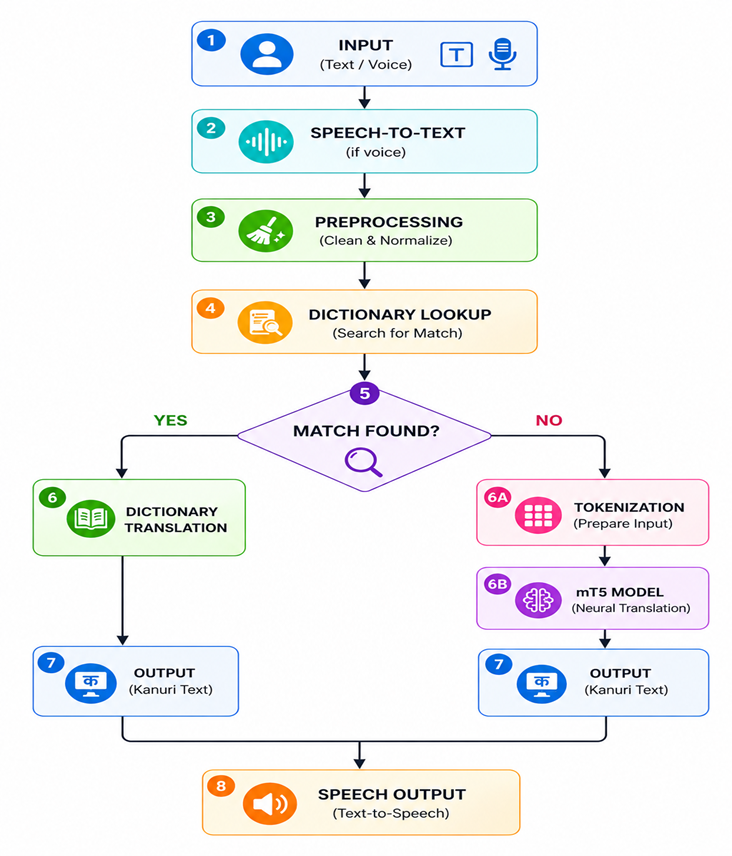 1
INPUT
(Text / Voice)
T
2
SPEECH-TO-TEXT
(if voice)
3
PREPROCESSING
(Clean & Normalize)
4
DICTIONARY LOOKUP
(Search for Match)
5
MATCH FOUND?
YES
NO
6
DICTIONARY
TRANSLATION
6A
TOKENIZATION
(Prepare Input)
6B
mT5 MODEL
(Neural Translation)
7
क
OUTPUT
(Kanuri Text)
7
क
OUTPUT
(Kanuri Text)
8
SPEECH OUTPUT
(Text-to-Speech)